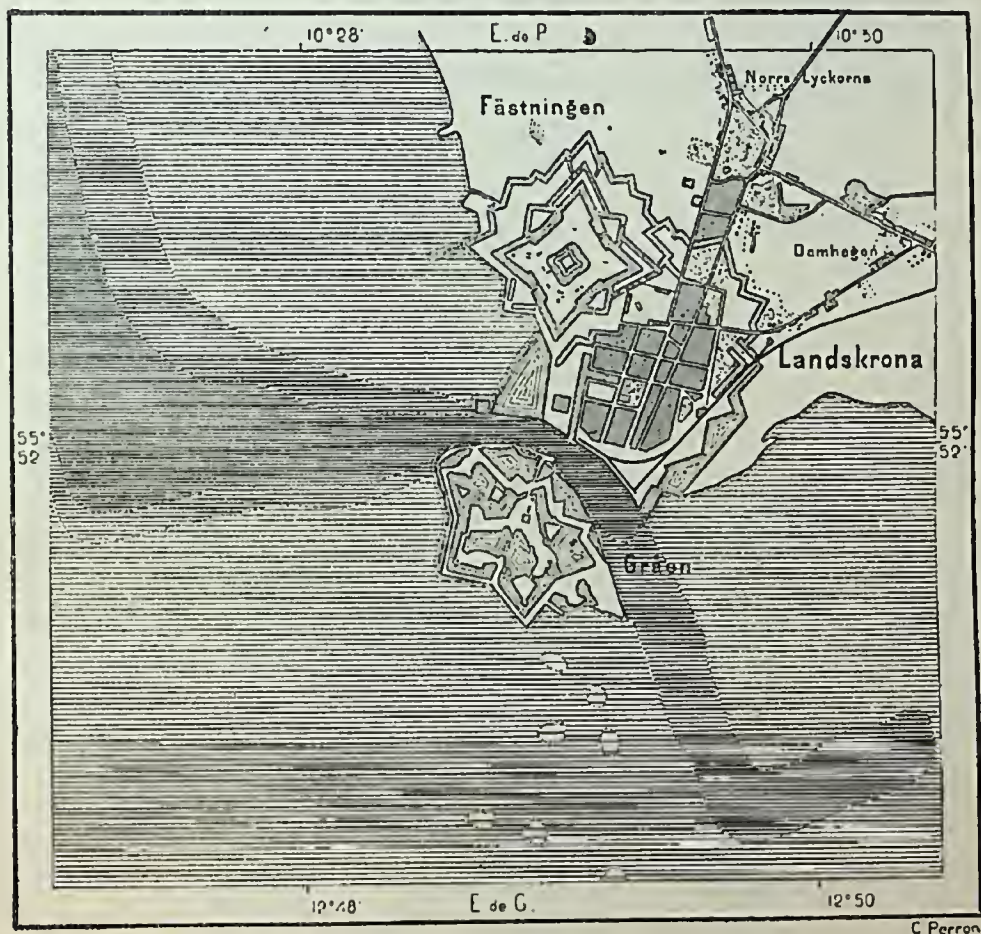 10°28' E. de P. 10°30'
Norra Lyckorna
Fästningen
Damhagen
Landskrona
55° 55°
52' 52'
Gråen
12°48' E de G. 12°50'
C Perron